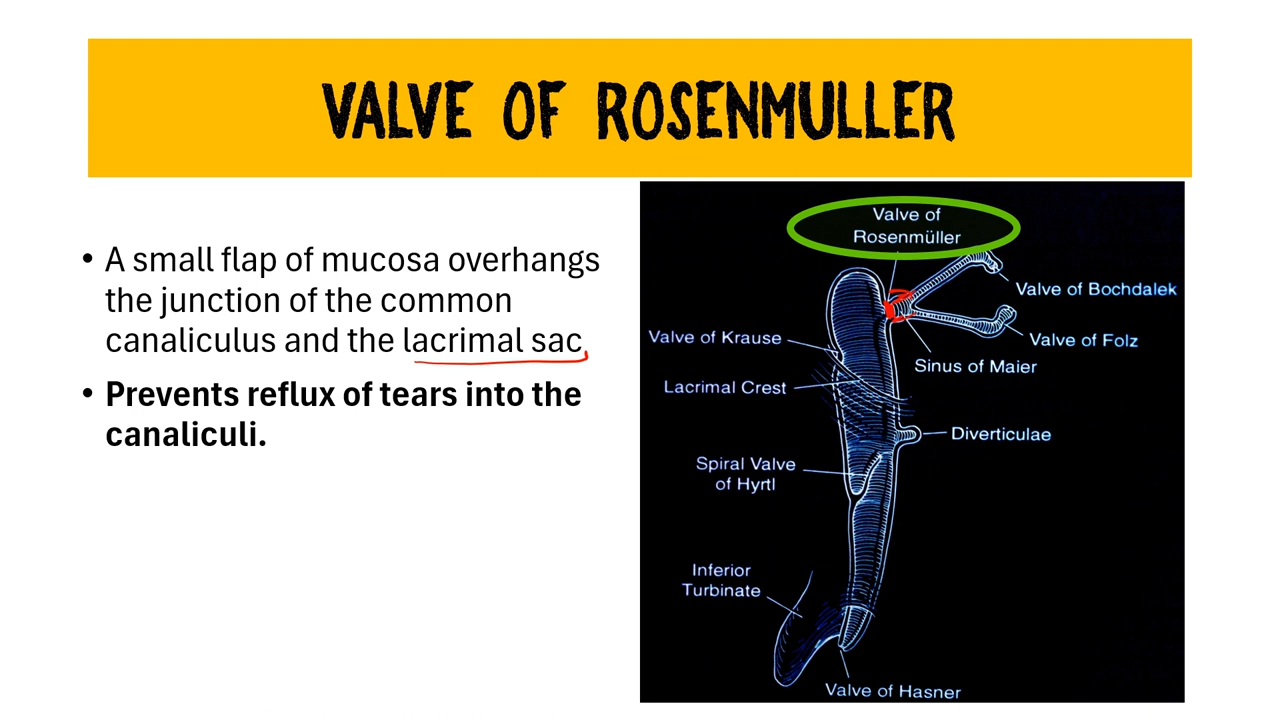 VALVE OF ROSENMULLER
• A small flap of mucosa overhangs
the junction of the common
canaliculus and the lacrimal sac
• Prevents reflux of tears into the
canaliculi.
Valve of
Rosenmüller
Valve of Bochdalek
Valve of Krause
Valve of Folz
Sinus of Maier
Lacrimal Crest
Diverticulae
Spiral Valve
of Hyrtl
Inferior
Turbinate
Valve of Hasner